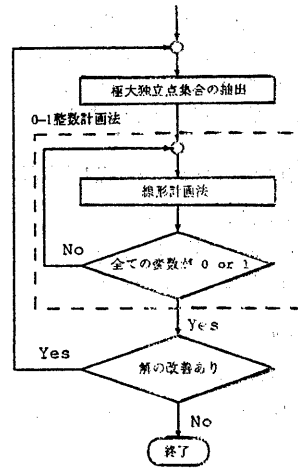 極大独立点集合の抽出
0-1整数計画法
線形計画法
No
全ての変数が 0 or 1
Yes
Yes
解の改善あり
No
終了